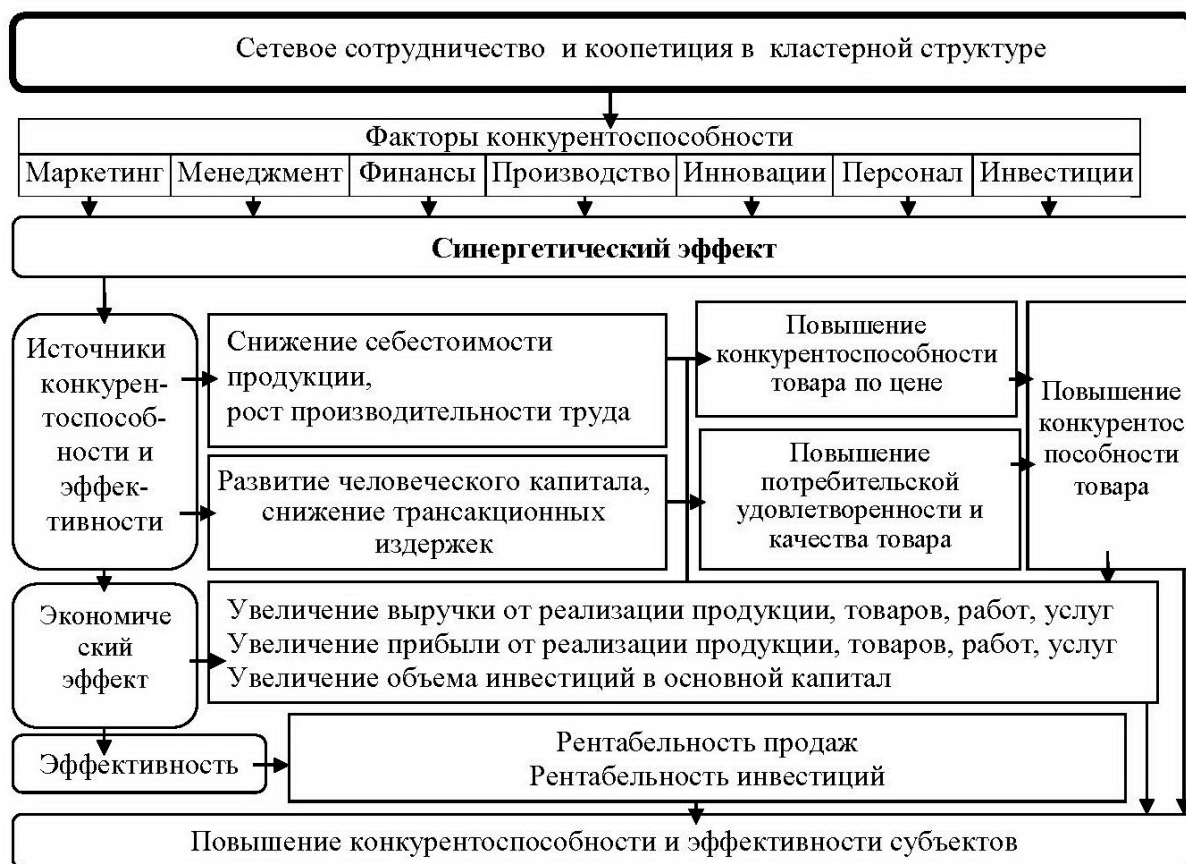 Сетевое сотрудничество и коопетиция в кластерной структуре
Факторы конкурентоспособности
Маркетинг Менеджмент Финансы Производство Инновации Персонал Инвестиции
Синергетический эффект
Источники
конкурен-
тоспособ-
ности и
эффек-
тивности
Снижение себестоимости
продукции,
рост производительности труда
Повышение
конкурентоспособности
товара по цене
Развитие человеческого капитала,
снижение трансакционных
издержек
Повышение
потребительской
удовлетворенности и
качества товара
Повышение
конкурентос
пособности
товара
Экономиче
ский
эффект
Увеличение выручки от реализации продукции, товаров, работ, услуг
Увеличение прибыли от реализации продукции, товаров, работ, услуг
Увеличение объема инвестиций в основной капитал
Эффективность
Рентабельность продаж
Рентабельность инвестиций
Повышение конкурентоспособности и эффективности субъектов